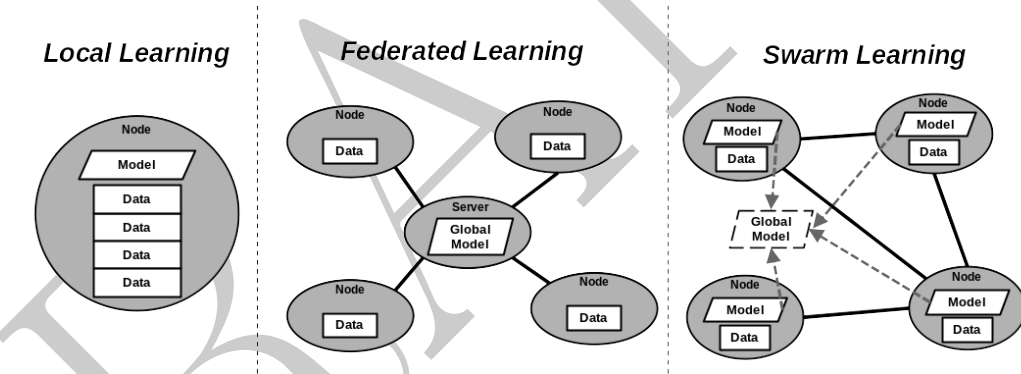 Local Learning
Node
Model
Data
Data
Data
Data
Federated Learning
Node
Data
Node
Data
Server
Global
Model
Node
Data
Node
Data
Swarm Learning
Node
Model
Data
Node
Model
Data
Global
Model
Node
Model
Data
Node
Model
Data